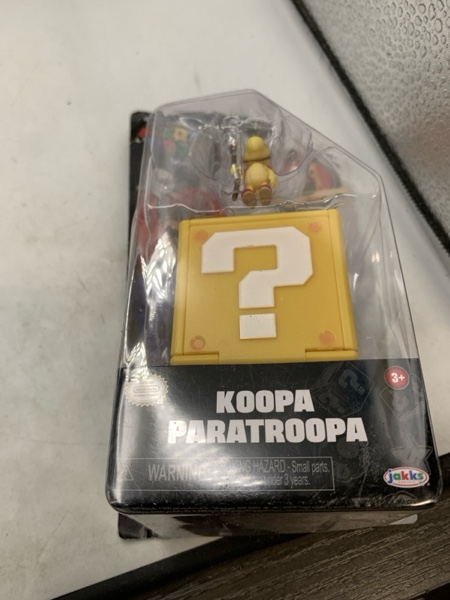 ?
KOOPA
PARATROOPA
3+
WARNING HAZARD - Small parts.
under 3 years.
jakks